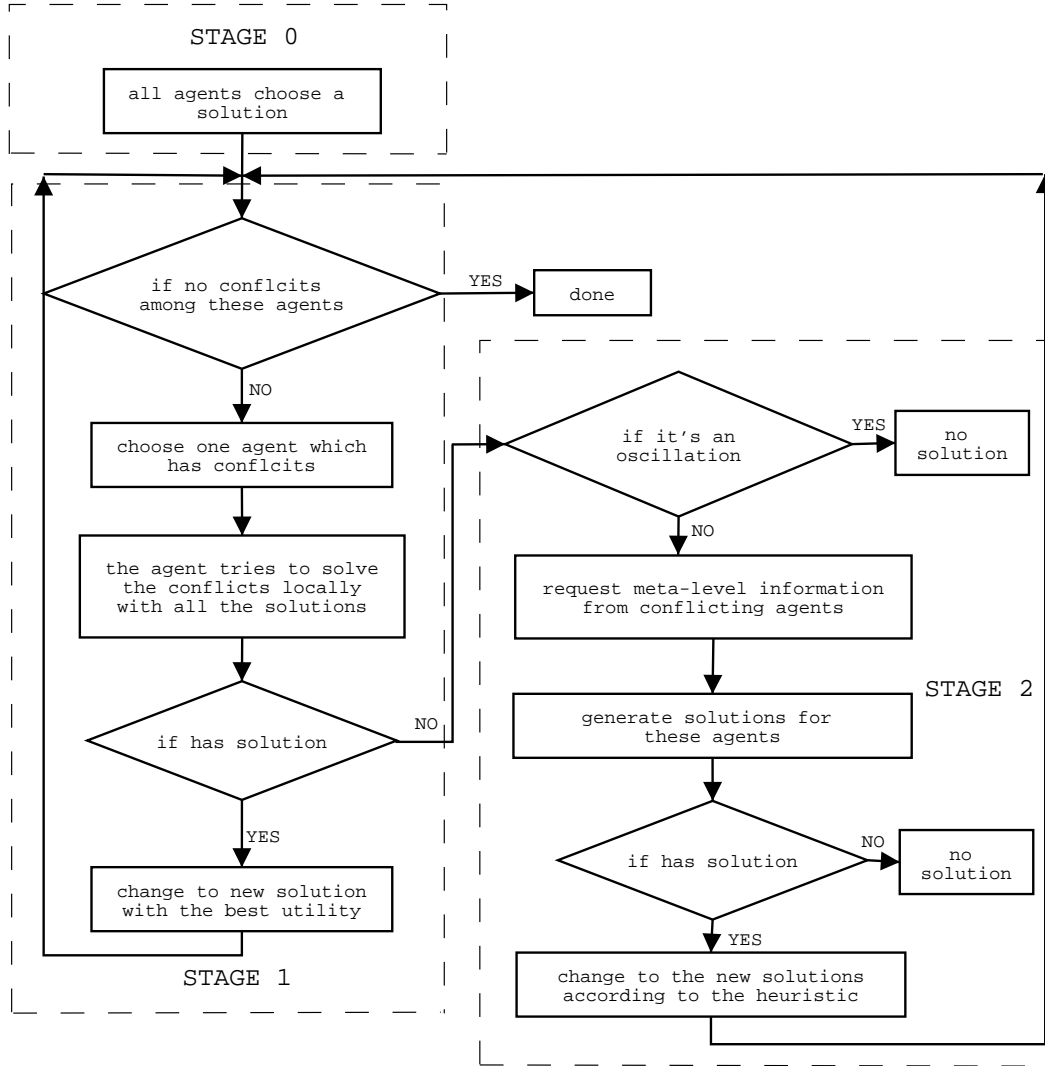 STAGE 0
all agents choose a
solution
if no conflcits
among these agents
YES
done
NO
choose one agent which
has conflcits
the agent tries to solve
the conflicts locally
with all the solutions
if has solution
NO
YES
change to new solution
with the best utility
STAGE 1
if it's an
oscillation
YES
no
solution
NO
request meta-level information
from conflicting agents
STAGE 2
generate solutions for
these agents
if has solution
NO
no
solution
YES
change to the new solutions
according to the heuristic